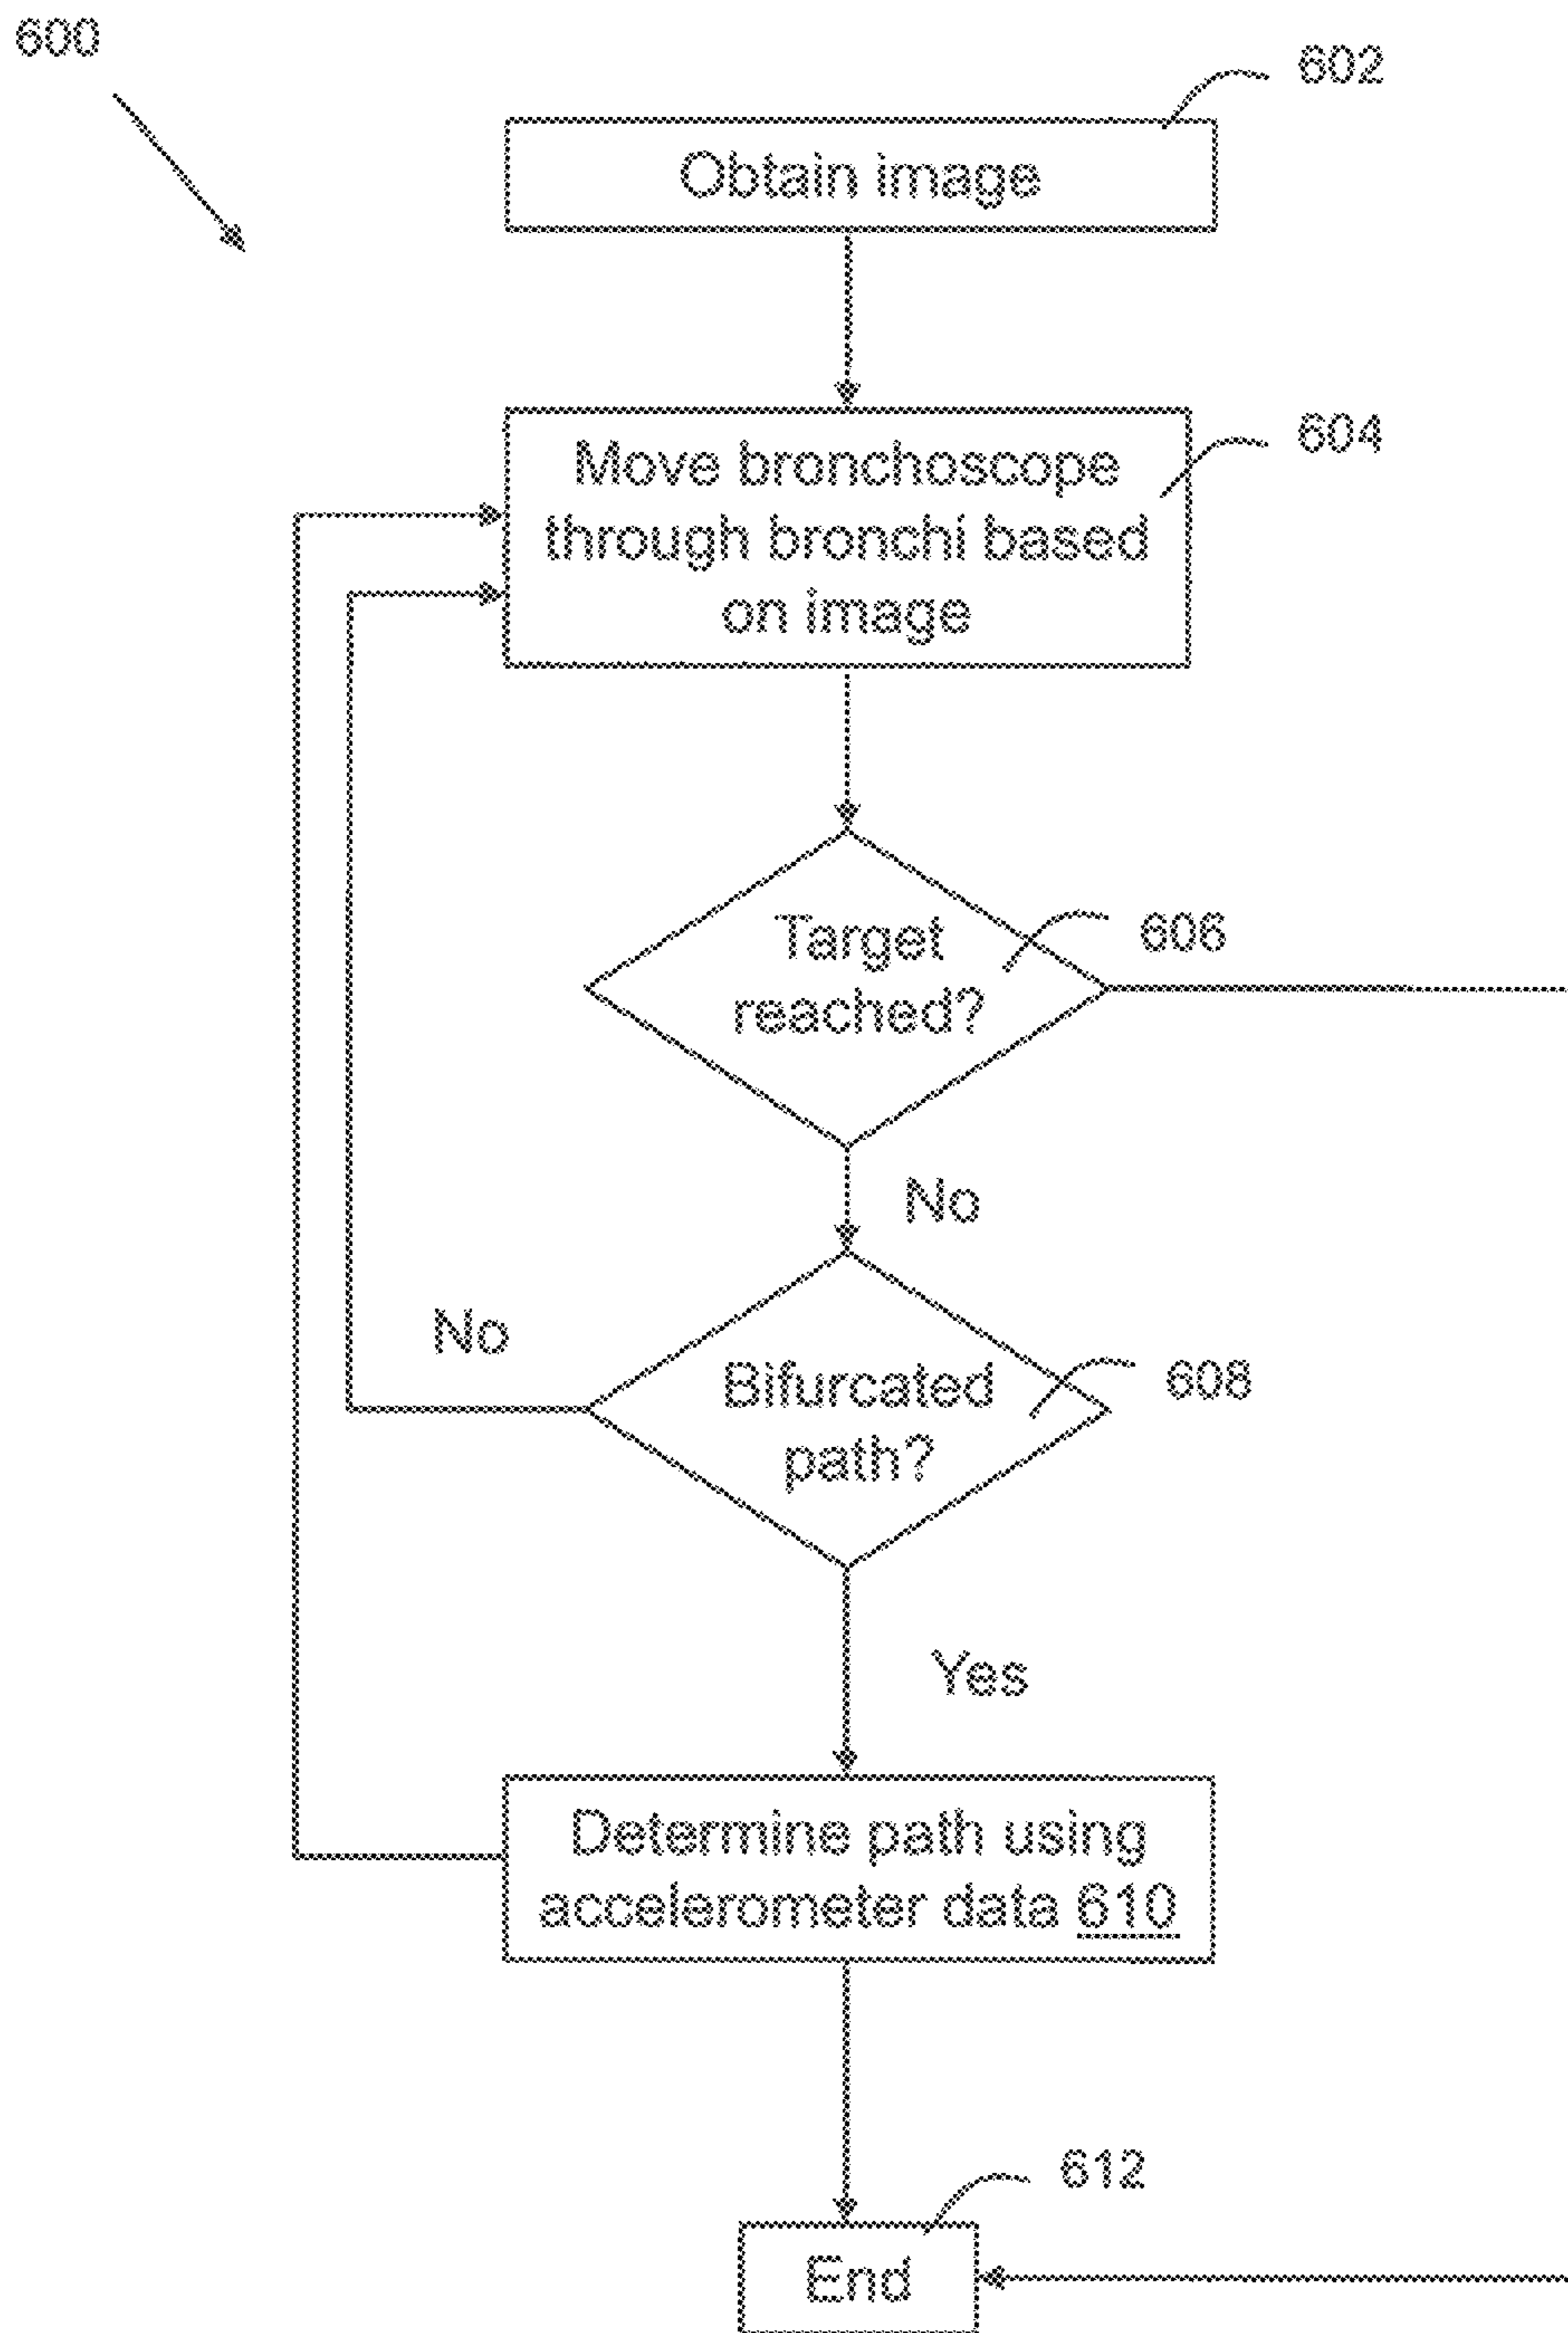 600
602
Obtain image
604
Move bronchoscope
through bronchi based
on image
606
Target
reached?
No
No
608
Bifurcated
path?
Yes
Determine path using
accelerometer data 610
612
End